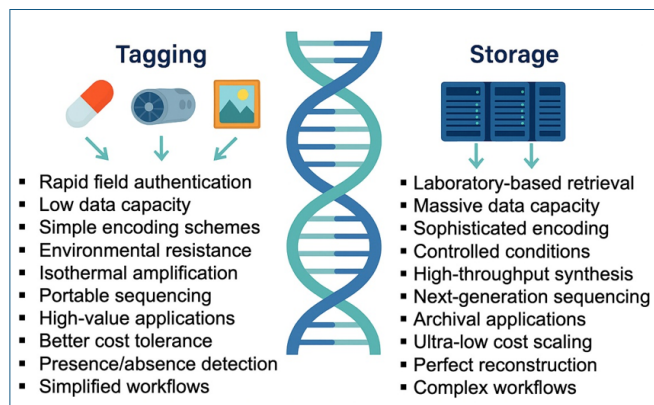 Tagging
Rapid field authentication
Low data capacity
Simple encoding schemes
Environmental resistance
Isothermal amplification
Portable sequencing
High-value applications
Better cost tolerance
Presence/absence detection
Simplified workflows
Storage
Laboratory-based retrieval
Massive data capacity
Sophisticated encoding
Controlled conditions
High-throughput synthesis
Next-generation sequencing
Archival applications
Ultra-low cost scaling
Perfect reconstruction
Complex workflows